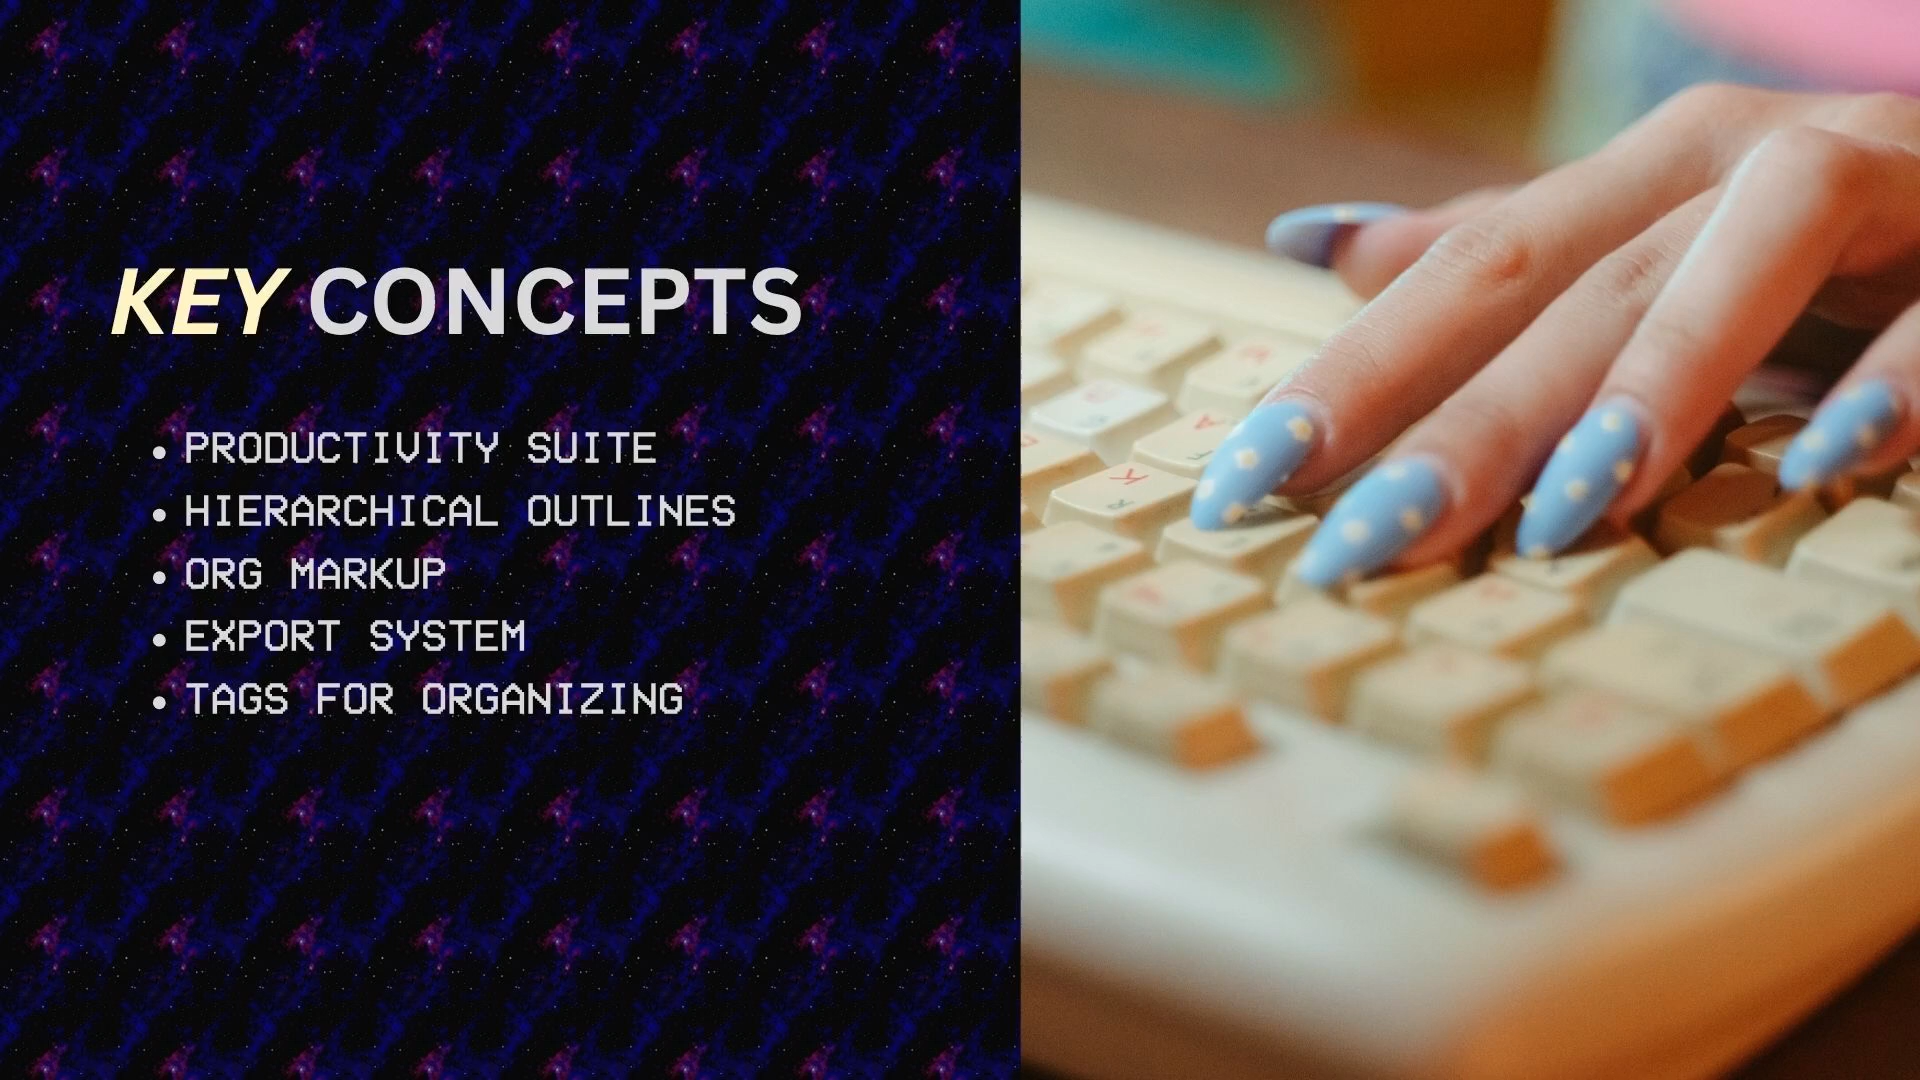 KEY CONCEPTS
• PRODUCTIVITY SUITE
• HIERARCHICAL OUTLINES
• ORG MARKUP
• EXPORT SYSTEM
• TAGS FOR ORGANIZING
K
R
A
F